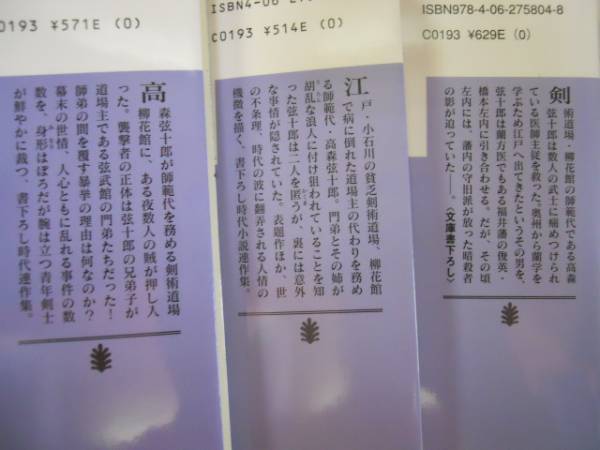 C0193 ¥571E (0)
高森弦十郎が師範代を務める剣術道場
柳花館に、ある夜数人の賊が押し入
った。襲撃者の正体は弦十郎の兄弟子が
道場主である弦武館の門弟たちだった！
師弟の間を覆す暴挙の理由は何なのか？
幕末の世情、人心ともに乱れる事件の数
数を、身形はぼろだが腕は立つ青年剣士
が鮮やかに裁つ、書下ろし時代連作集。
ISBN4-06-27
C0193 ¥514E (0)
江戸・小石川の貧乏剣術道場、柳花館
で病に倒れた道場主の代わりを務め
る師範代・高森弦十郎。門弟とその姉が
胡乱な浪人に付け狙われていることを知
った弦十郎は二人を匿うが、裏には意外
な事情が隠されていた。表題作ほか、世
の不条理、時代の波に翻弄される人情の
機微を描く、書下ろし時代小説連作集。
ISBN978-4-06-275804-8
C0193 ¥629E (0)
剣術道場・柳花館の師範代である高森
弦十郎は数人の武士に痛めつけられ
ている医師主従を救った。奥州から蘭学を
学ぶため江戸へ出てきたというその男を、
弦十郎は蘭方医でもある福井藩の俊英・
橋本左内に引き合わせる。だが、その頃
左内には、藩内の守旧派が放った暗殺者
の影が迫っていた――。〈文庫書下ろし〉